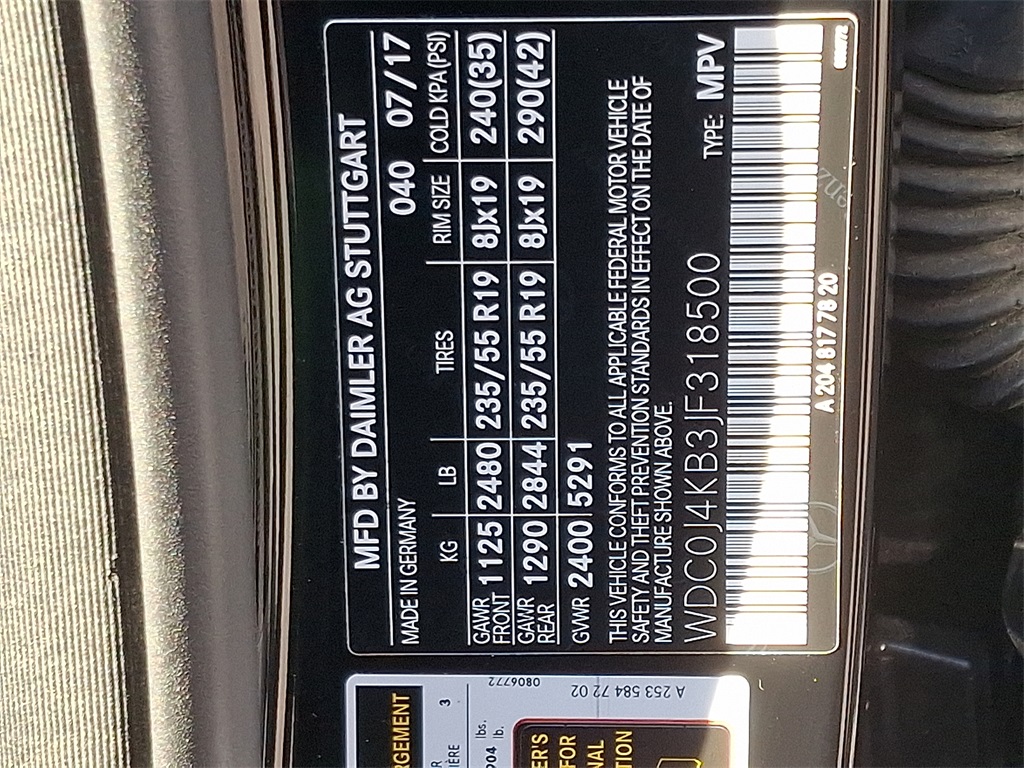 MFD BY DAIMLER AG STUTTGART
MADE IN GERMANY 040 07/17
KG LB TIRES RIM SIZE COLD KPA(PSI)
GAWR FRONT 1125 2480 235/55 R19 8Jx19 240(35)
GAWR REAR 1290 2844 235/55 R19 8Jx19 290(42)
GVWR 2400 5291
THIS VEHICLE CONFORMS TO ALL APPLICABLE FEDERAL MOTOR VEHICLE
SAFETY AND THEFT PREVENTION STANDARDS IN EFFECT ON THE DATE OF
MANUFACTURE SHOWN ABOVE.
TYPE: MPV
WDC0J4KB3JF318500
A 204 817 78 20
RGEMENT
3
lbs.
lb.
0806772
A 253 584 72 02